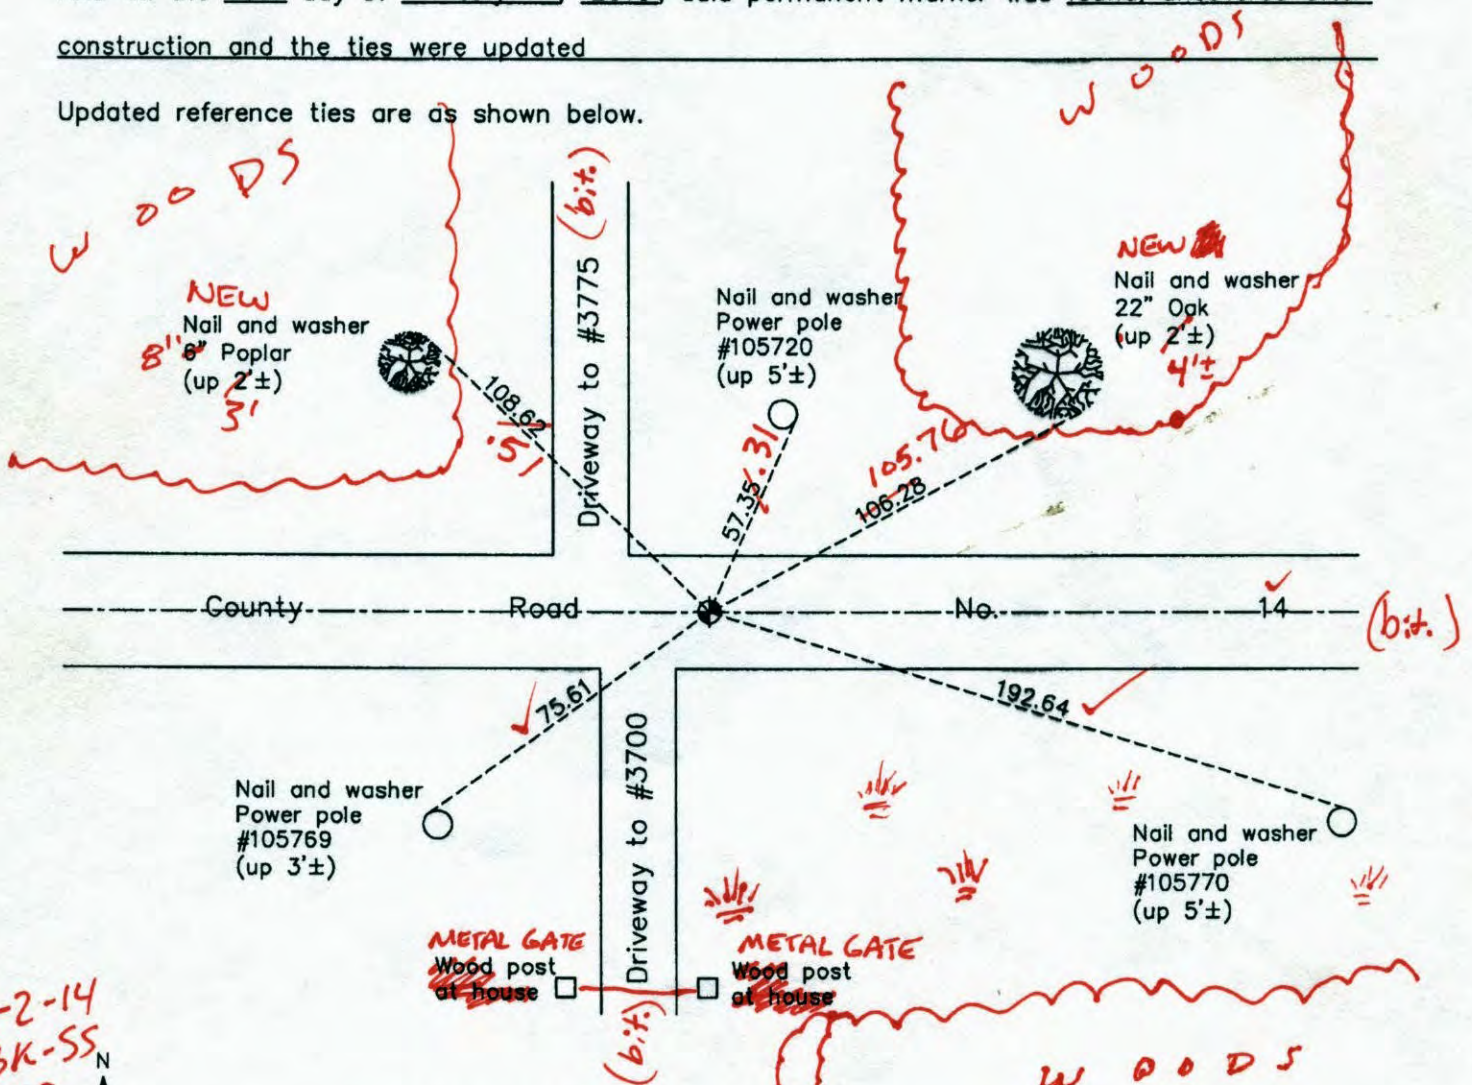 construction and the ties were updated
Updated reference ties are as shown below.
WooDS
WooDS
(bit.)
NEW
Nail and washer
8"
6" Poplar
(up 2'±)
3'
108.62
.51
Driveway to #3775
Nail and washer
Power pole
#105720
(up 5'±)
57.35
.31
NEW
Nail and washer
22" Oak
(up 2'±)
4'±
105.76
106.28
County Road No. 14
(bit.)
75.61
192.64
Nail and washer
Power pole
#105769
(up 3'±)
Driveway to #3700
Nail and washer
Power pole
#105770
(up 5'±)
METAL GATE
Wood post
at house
METAL GATE
Wood post
at house
(bit)
-2-14
K-SS
N
WOODS